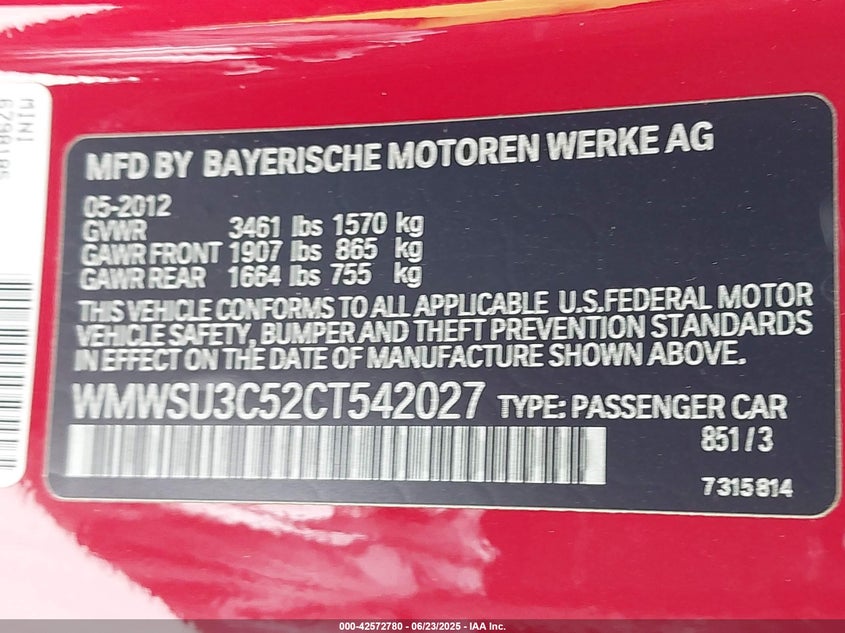 MINI
MFD BY BAYERISCHE MOTOREN WERKE AG
05-2012
GVWR 3461 lbs 1570 kg
GAWR FRONT 1907 lbs 865 kg
GAWR REAR 1664 lbs 755 kg
THIS VEHICLE CONFORMS TO ALL APPLICABLE U.S.FEDERAL MOTOR
VEHICLE SAFETY, BUMPER AND THEFT PREVENTION STANDARDS
IN EFFECT ON THE DATE OF MANUFACTURE SHOWN ABOVE.
WMWSU3C52CT542027 TYPE: PASSENGER CAR
851/3
7315814
000-42572780 - 06/23/2025 - IAA Inc.